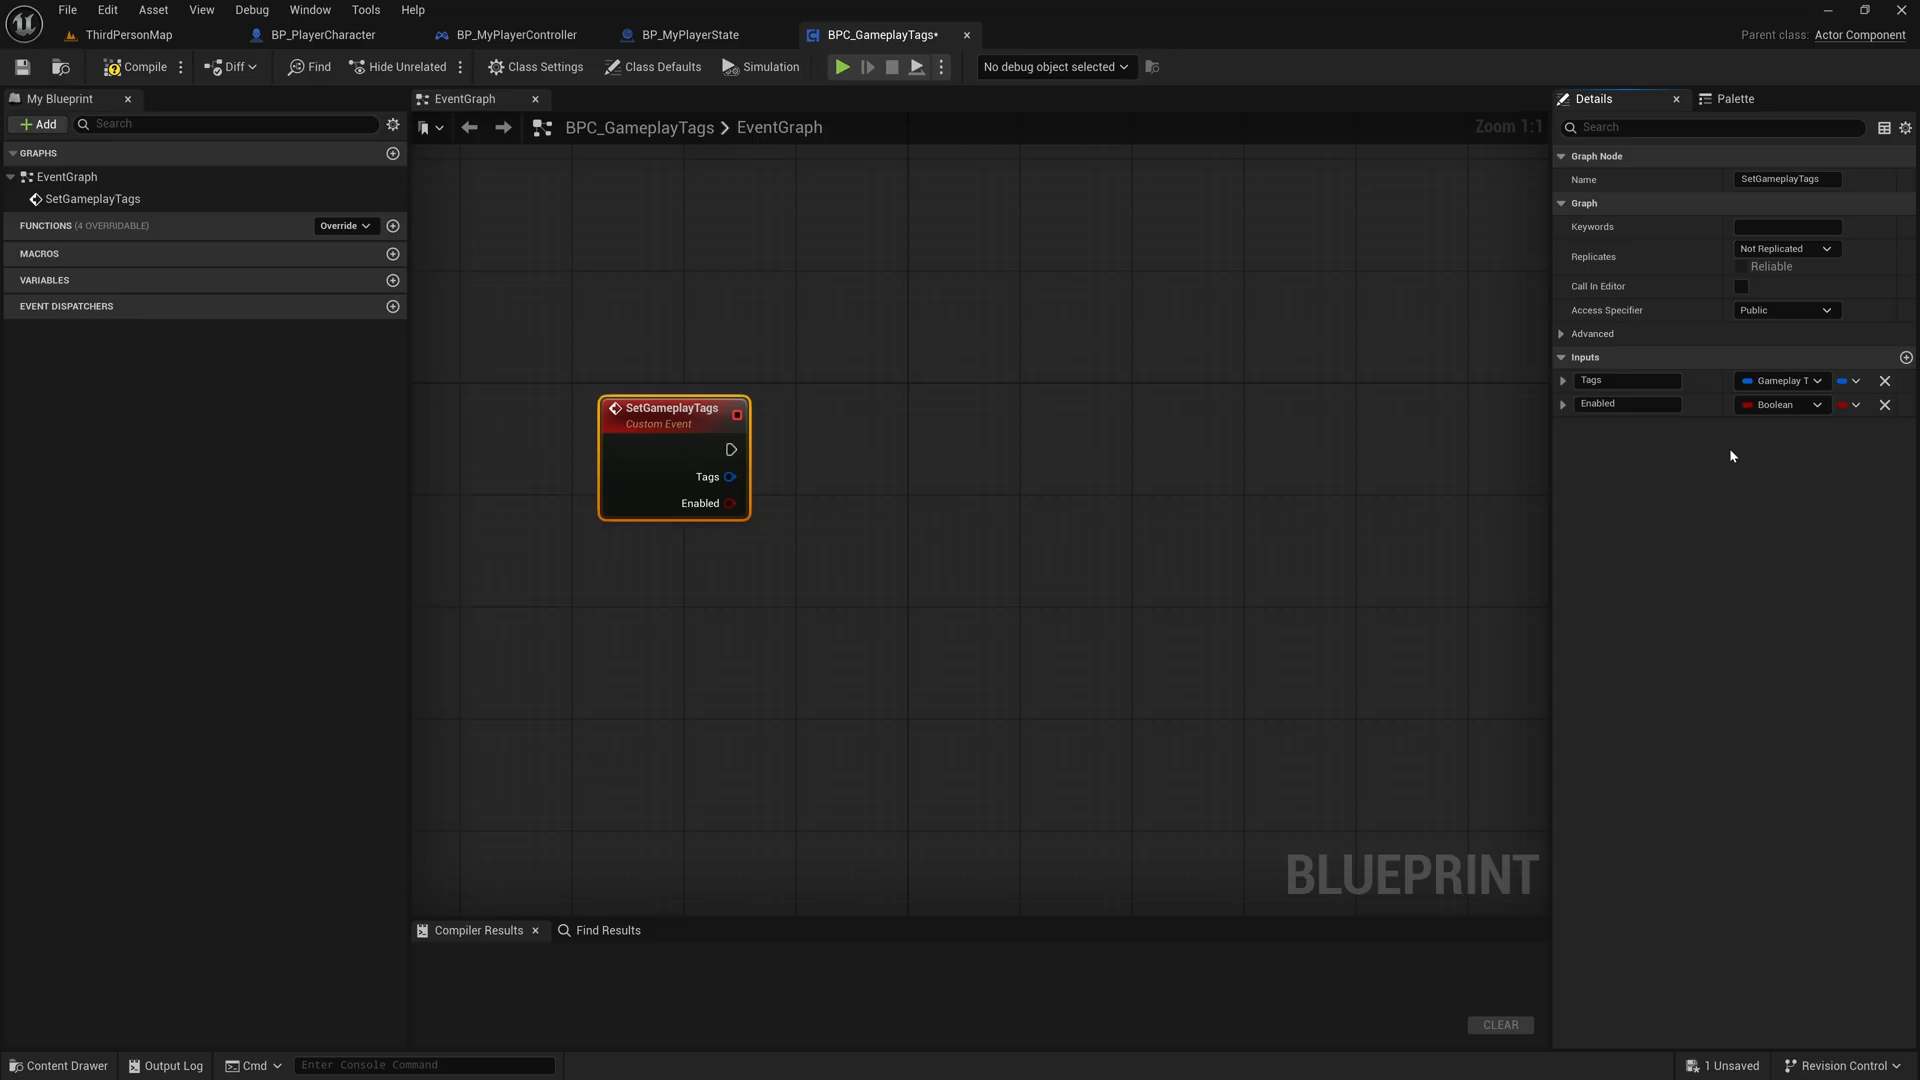 File Edit Asset View Debug Window Tools Help
ThirdPersonMap BP_PlayerCharacter BP_MyPlayerController BP_MyPlayerState BPC_GameplayTags* Parent class: Actor Component
Compile Diff Find Hide Unrelated Class Settings Class Defaults Simulation No debug object selected
My Blueprint EventGraph Details Palette
Add Search BPC_GameplayTags EventGraph Zoom 1:1 Search
GRAPHS
EventGraph
SetGameplayTags
FUNCTIONS (4 OVERRIDABLE) Override
MACROS
VARIABLES
EVENT DISPATCHERS
SetGameplayTags
Custom Event
Tags
Enabled
Graph Node
Name SetGameplayTags
Graph
Keywords
Replicates Not Replicated
Reliable
Call In Editor
Access Specifier Public
Advanced
Inputs
Tags Gameplay T
Enabled Boolean
BLUEPRINT
Compiler Results Find Results
CLEAR
Content Drawer Output Log Cmd Enter Console Command 1 Unsaved Revision Control